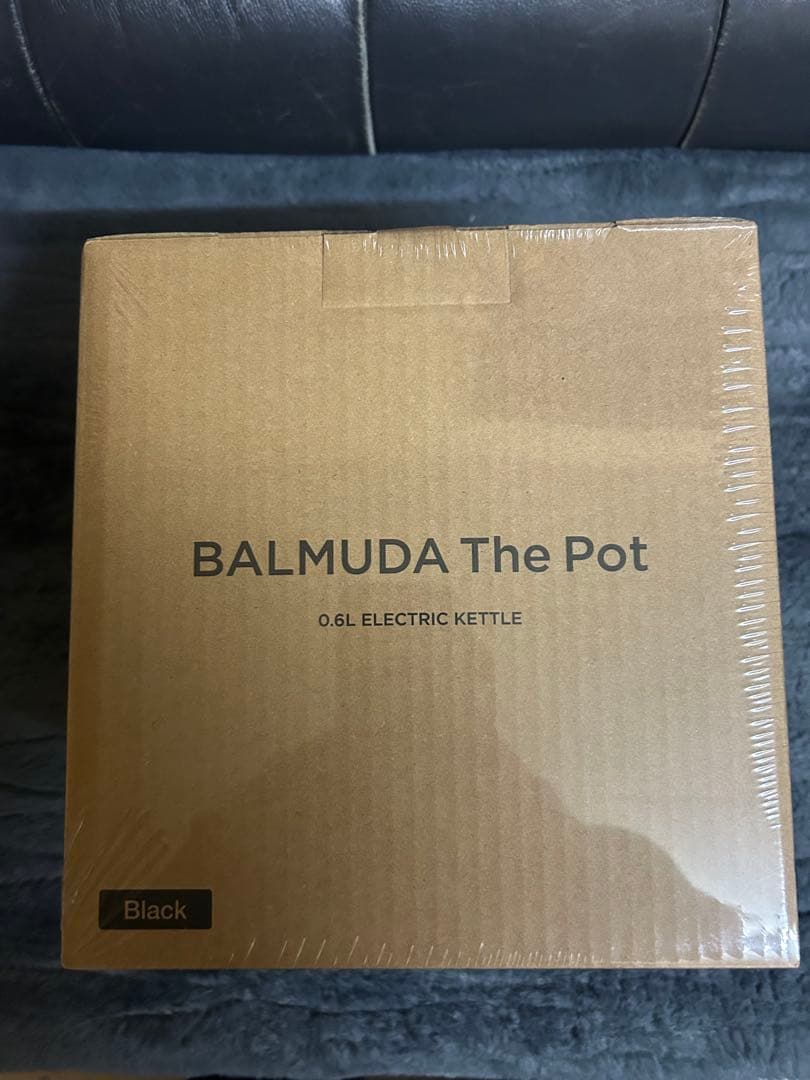 BALMUDA The Pot
0.6L ELECTRIC KETTLE
Black